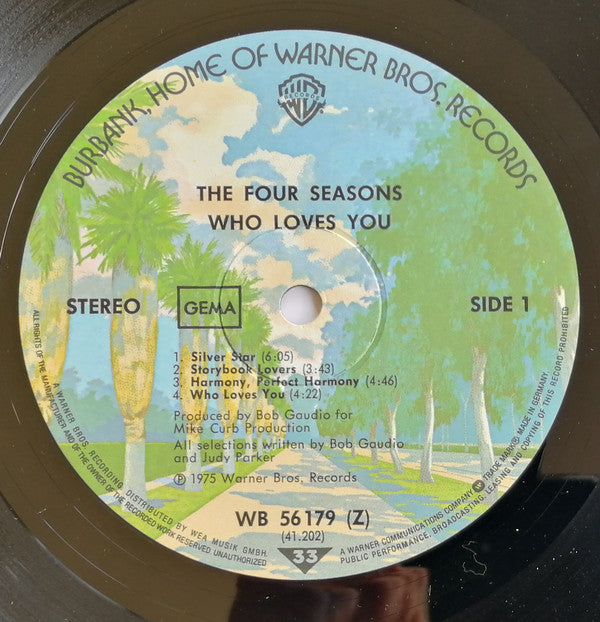 BURBANK, HOME OF WARNER BROS. RECORDS
RECORDS
THE FOUR SEASONS
WHO LOVES YOU
STEREO
GEMA
SIDE 1
1. Silver Star (6:05)
2. Storybook Lovers (3:43)
3. Harmony, Perfect Harmony (4:46)
4. Who Loves You (4:22)
Produced by Bob Gaudio for
Mike Curb Production
All selections written by Bob Gaudio
and Judy Parker
Ⓟ 1975 Warner Bros. Records
WB 56179 (Z)
(41.202)
33
ALL RIGHTS OF THE MANUFACTURER AND OF THE OWNER OF THE RECORDED WORK RESERVED UNAUTHORIZED
PUBLIC PERFORMANCE, BROADCASTING, LEASING, AND COPYING OF THIS RECORD PROHIBITED
A WARNER BROS. RECORDING DISTRIBUTED BY WEA MUSIK GMBH.
A WARNER COMMUNICATIONS COMPANY TRADE MARK® MADE IN GERMANY